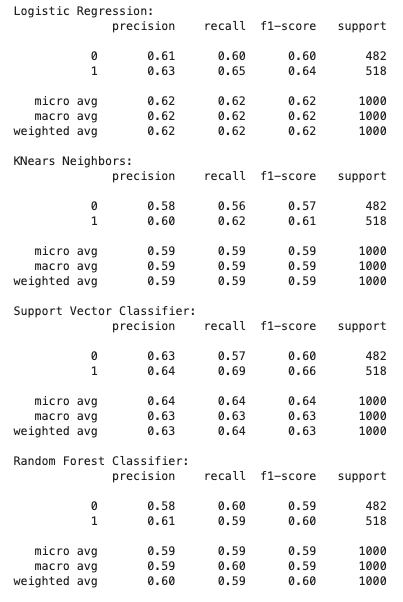 Logistic Regression:
precision recall f1-score support
0 0.61 0.60 0.60 482
1 0.63 0.65 0.64 518
micro avg 0.62 0.62 0.62 1000
macro avg 0.62 0.62 0.62 1000
weighted avg 0.62 0.62 0.62 1000
KNears Neighbors:
precision recall f1-score support
0 0.58 0.56 0.57 482
1 0.60 0.62 0.61 518
micro avg 0.59 0.59 0.59 1000
macro avg 0.59 0.59 0.59 1000
weighted avg 0.59 0.59 0.59 1000
Support Vector Classifier:
precision recall f1-score support
0 0.63 0.57 0.60 482
1 0.64 0.69 0.66 518
micro avg 0.64 0.64 0.64 1000
macro avg 0.63 0.63 0.63 1000
weighted avg 0.63 0.64 0.63 1000
Random Forest Classifier:
precision recall f1-score support
0 0.58 0.60 0.59 482
1 0.61 0.59 0.60 518
micro avg 0.59 0.59 0.59 1000
macro avg 0.59 0.60 0.59 1000
weighted avg 0.60 0.59 0.60 1000